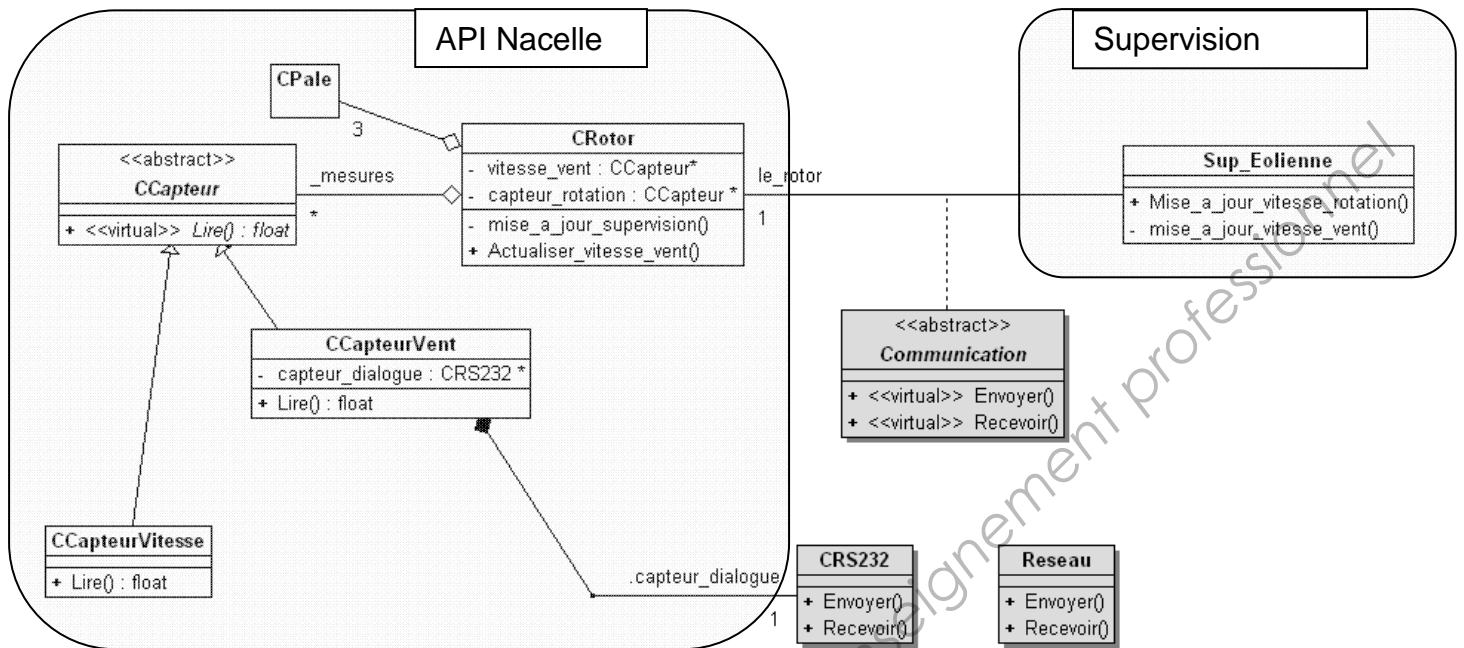 API Nacelle
Supervision
CPale
3
<<abstract>>
CCapteur
+ <<virtual>> Lire() : float
_mesures
*
CRotor
- vitesse_vent : CCapteur*
- capteur_rotation : CCapteur *
- mise_a_jour_supervision()
+ Actualiser_vitesse_vent()
le_rotor
1
Sup_Eolienne
+ Mise_a_jour_vitesse_rotation()
- mise_a_jour_vitesse_vent()
<<abstract>>
Communication
+ <<virtual>> Envoyer()
+ <<virtual>> Recevoir()
CCapteurVent
- capteur_dialogue : CRS232 *
+ Lire() : float
CCapteurVitesse
+ Lire() : float
.capteur_dialogue
1
CRS232
+ Envoyer()
+ Recevoir()
Reseau
+ Envoyer()
+ Recevoir()
professionnel